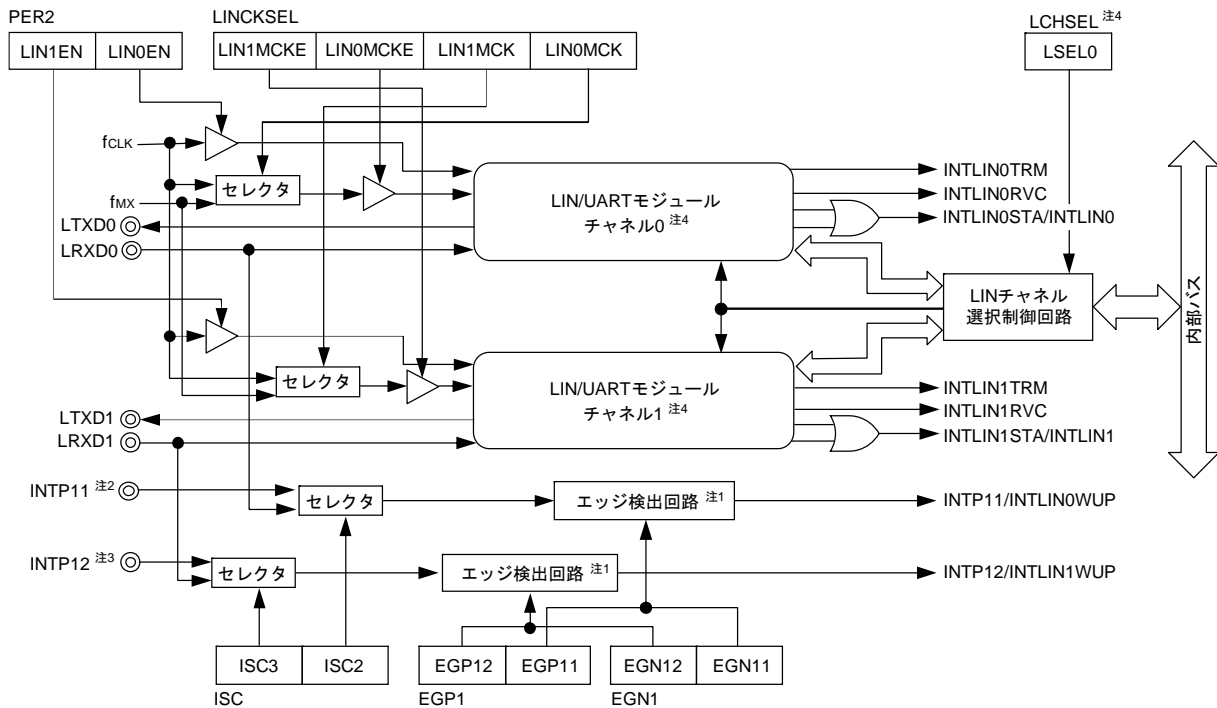 PER2
LINCKSEL
LCHSEL 注4
LIN1EN
LIN0EN
LIN1MCKE
LIN0MCKE
LIN1MCK
LIN0MCK
LSEL0
fCLK
セレクタ
fMX
LTXD0
LRXD0
LIN/UARTモジュール
チャネル0 注4
INTLIN0TRM
INTLIN0RVC
INTLIN0STA/INTLIN0
LINチャネル
選択制御回路
内部バス
セレクタ
LIN/UARTモジュール
チャネル1 注4
INTLIN1TRM
INTLIN1RVC
INTLIN1STA/INTLIN1
LTXD1
LRXD1
INTP11 注2
セレクタ
エッジ検出回路 注1
INTP11/INTLIN0WUP
INTP12 注3
セレクタ
エッジ検出回路 注1
INTP12/INTLIN1WUP
ISC3
ISC2
EGP12
EGP11
EGN12
EGN11
ISC
EGP1
EGN1